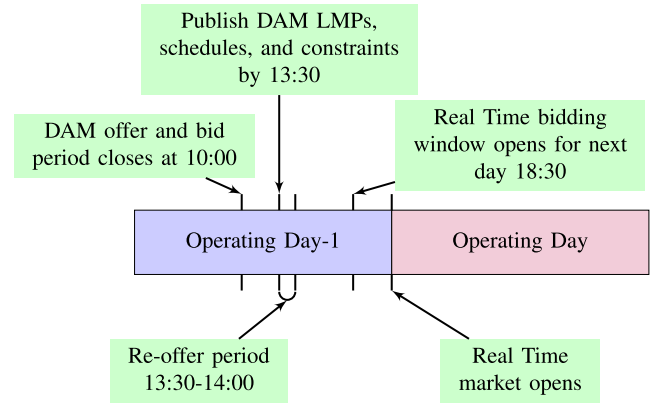 Publish DAM LMPs,
schedules, and constraints
by 13:30
DAM offer and bid
period closes at 10:00
Real Time bidding
window opens for next
day 18:30
Operating Day-1
Operating Day
Re-offer period
13:30-14:00
Real Time
market opens